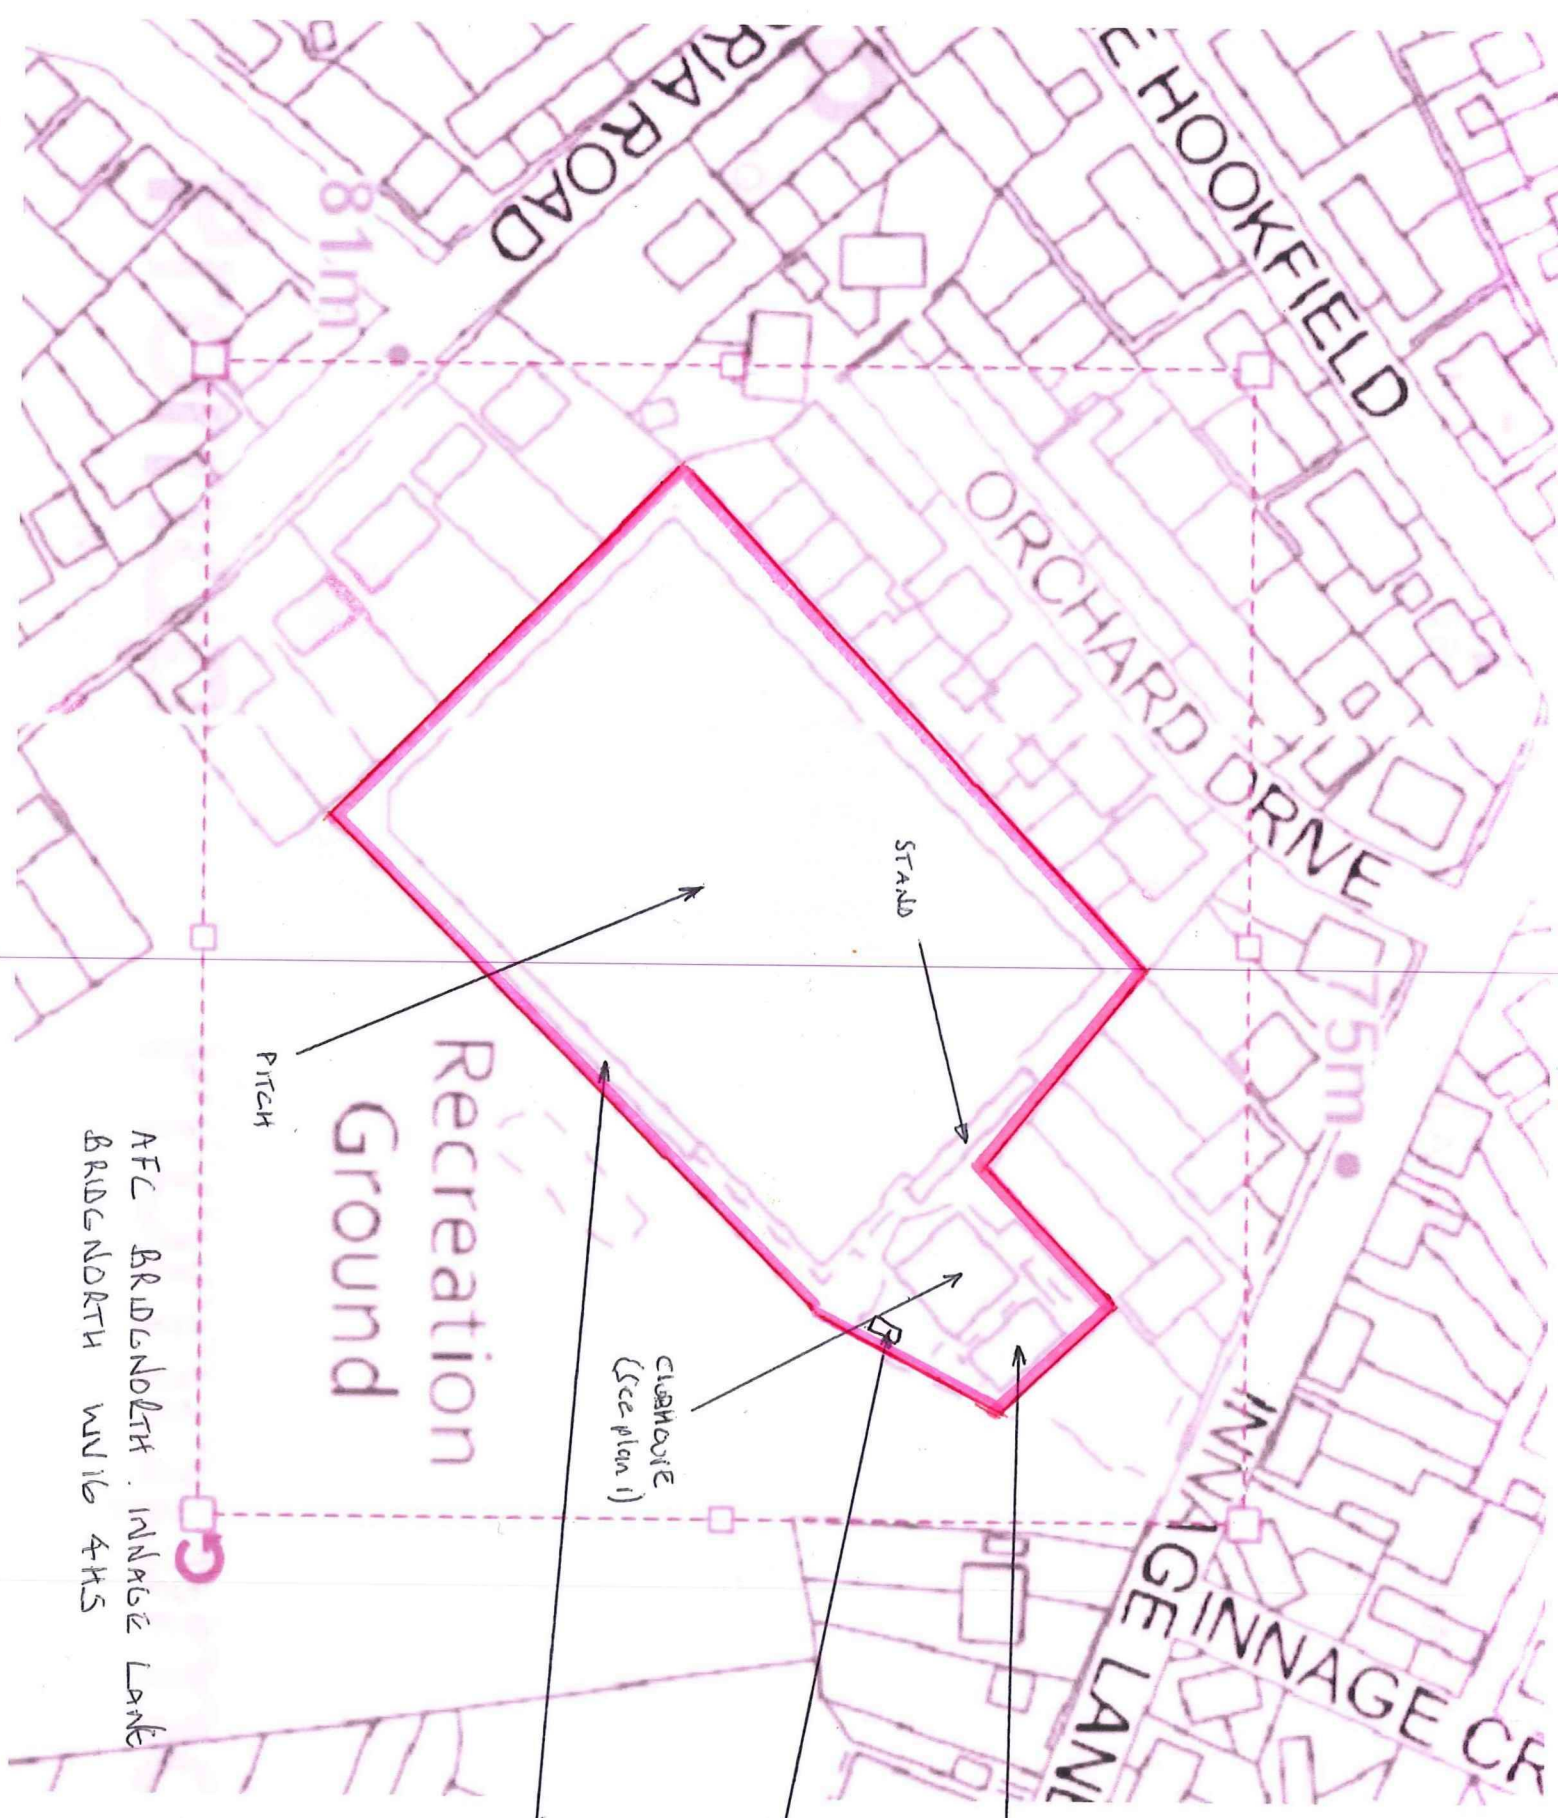 RIA ROAD
E HOOKFIELD
81m
ORCHARD DRIVE
75m
STAND
PITCH
Recreation
Ground
CLUBHOUSE
(See plan 1)
INNAGE LANE
INNAGE CR
AFC BRIDGNORTH . INNAGE LANE
BRIDGNORTH WV16 4HS